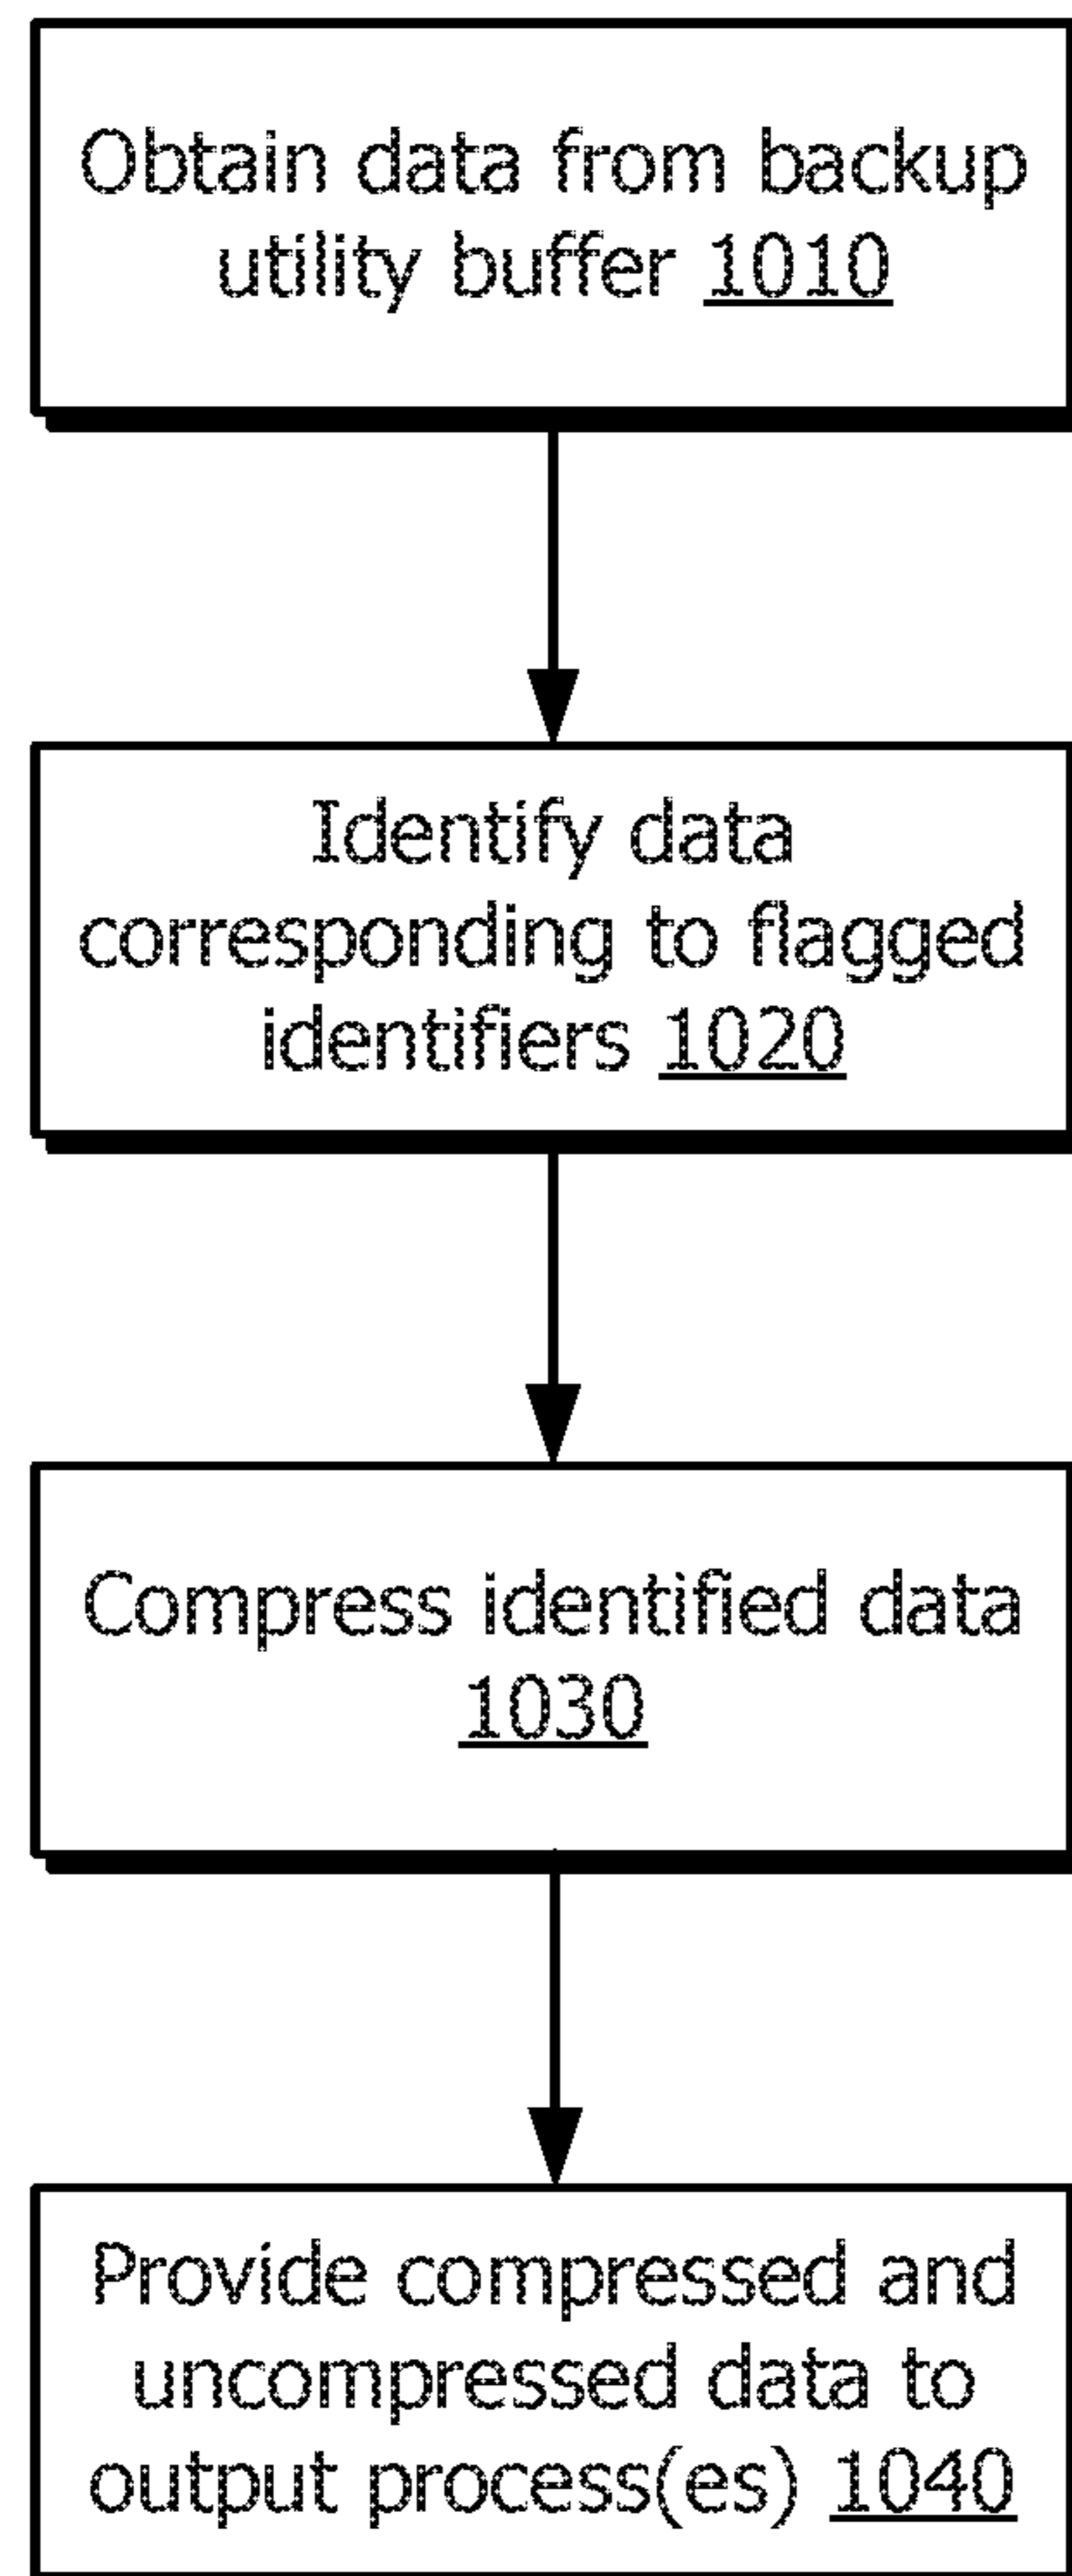 Obtain data from backup
utility buffer 1010
Identify data
corresponding to flagged
identifiers 1020
Compress identified data
1030
Provide compressed and
uncompressed data to
output process(es) 1040